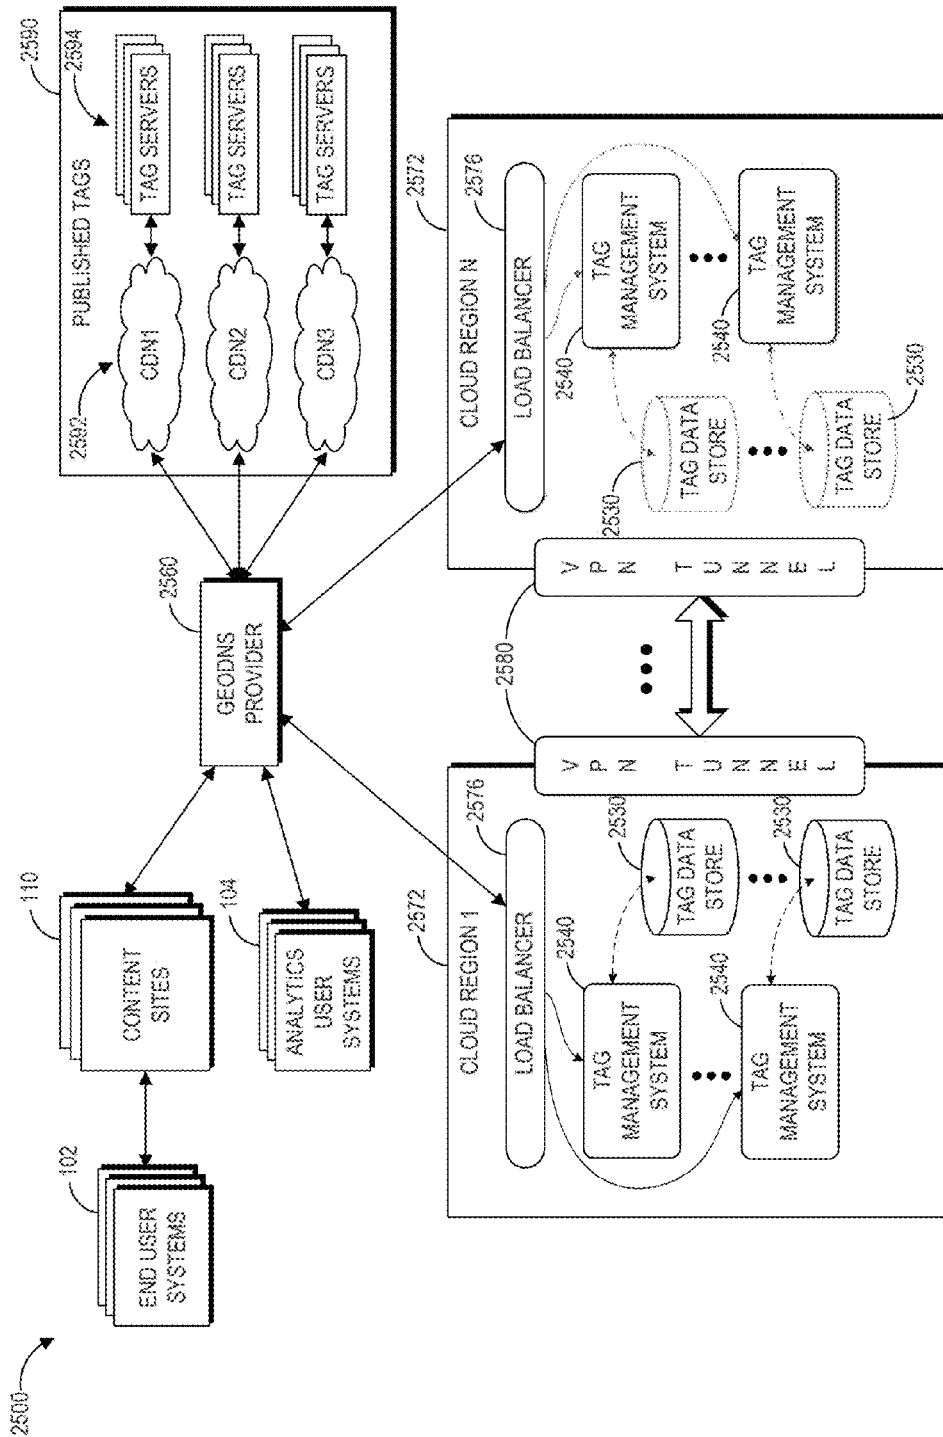 2500
102
END USER
SYSTEMS
110
CONTENT
SITES
104
ANALYTICS
USER
SYSTEMS
2560
GEODNS
PROVIDER
2590
PUBLISHED TAGS
2592
2594
CDN1
TAG SERVERS
CDN2
TAG SERVERS
CDN3
TAG SERVERS
2572
CLOUD REGION 1
2576
LOAD BALANCER
2540
TAG
MANAGEMENT
SYSTEM
2530
TAG DATA
STORE
2540
TAG
MANAGEMENT
SYSTEM
2530
TAG DATA
STORE
2580
VPN TUNNEL
VPN TUNNEL
2572
CLOUD REGION N
2576
LOAD BALANCER
2530
TAG DATA
STORE
2540
TAG
MANAGEMENT
SYSTEM
2530
TAG DATA
STORE
2540
TAG
MANAGEMENT
SYSTEM